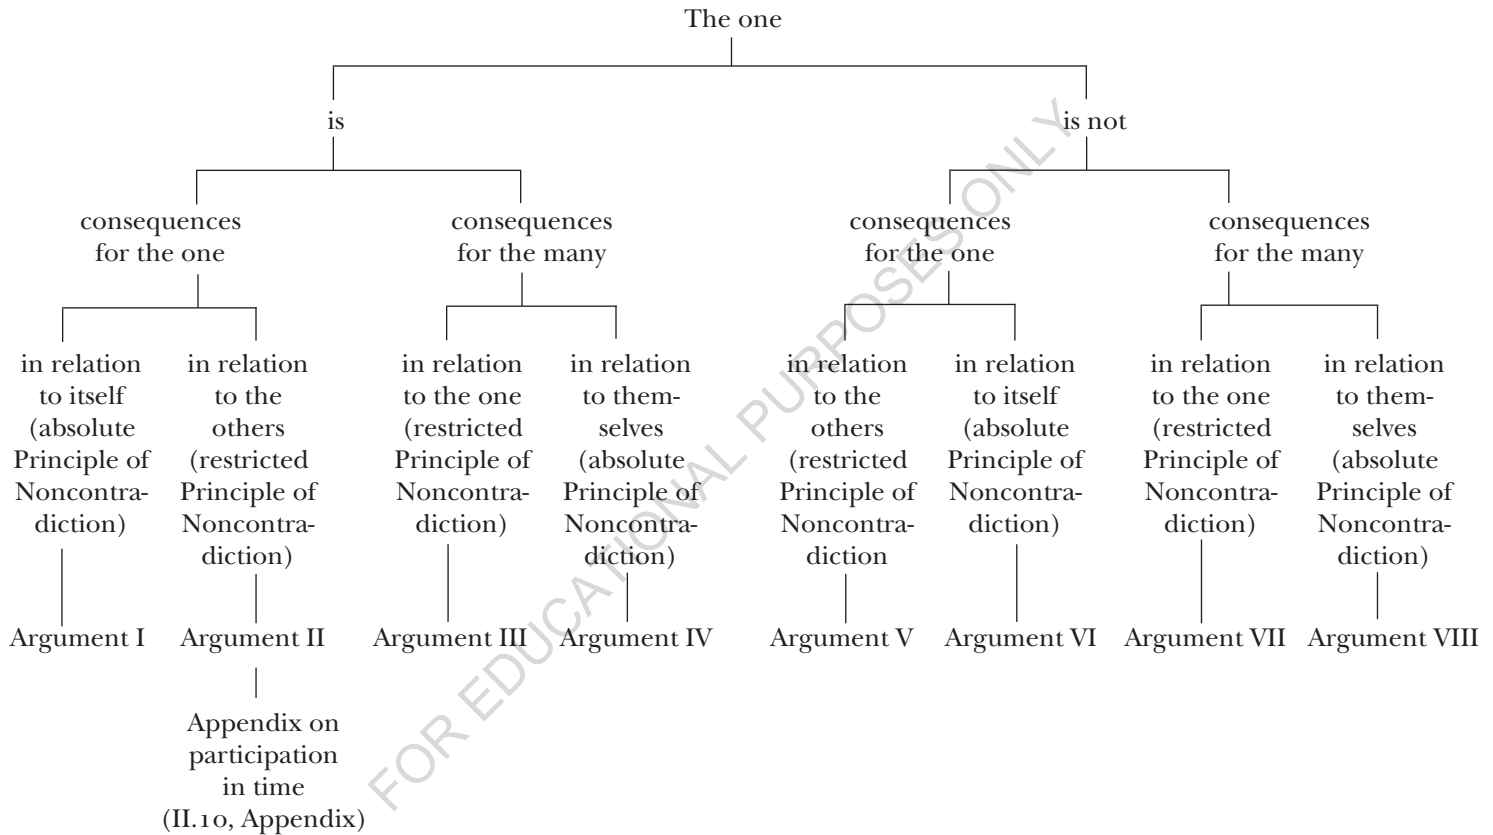 The one
is
is not
consequences
for the one
consequences
for the many
consequences
for the one
consequences
for the many
in relation
to itself
(absolute
Principle of
Noncontra-
diction)
in relation
to the
others
(restricted
Principle of
Noncontra-
diction)
in relation
to the one
(restricted
Principle of
Noncontra-
diction)
in relation
to them-
selves
(absolute
Principle of
Noncontra-
diction)
in relation
to the
others
(restricted
Principle of
Noncontra-
diction
in relation
to itself
(absolute
Principle of
Noncontra-
diction)
in relation
to the one
(restricted
Principle of
Noncontra-
diction)
in relation
to them-
selves
(absolute
Principle of
Noncontra-
diction)
Argument I
Argument II
Argument III
Argument IV
Argument V
Argument VI
Argument VII
Argument VIII
Appendix on
participation
in time
(II.10, Appendix)
FOR EDUCATIONAL PURPOSES ONLY